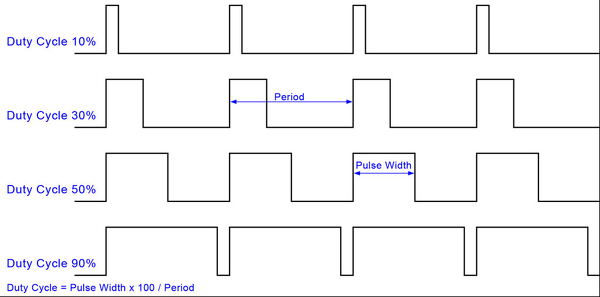 Duty Cycle 10%
Period
Duty Cycle 30%
Pulse Width
Duty Cycle 50%
Duty Cycle 90%
Duty Cycle = Pulse Width x 100 / Period